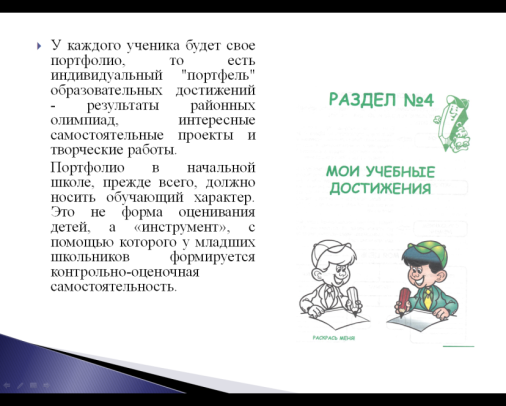 У каждого ученика будет свое
портфолио, то есть
индивидуальный "портфель"
образовательных достижений
- результаты районных
олимпиад, интересные
самостоятельные проекты и
творческие работы.
Портфолио в начальной
школе, прежде всего, должно
носить обучающий характер.
Это не форма оценивания
детей, а «инструмент», с
помощью которого у младших
школьников формируется
контрольно-оценочная
самостоятельность.
РАЗДЕЛ №4
МОИ УЧЕБНЫЕ
ДОСТИЖЕНИЯ
РАСКРАСЬ МЕНЯ